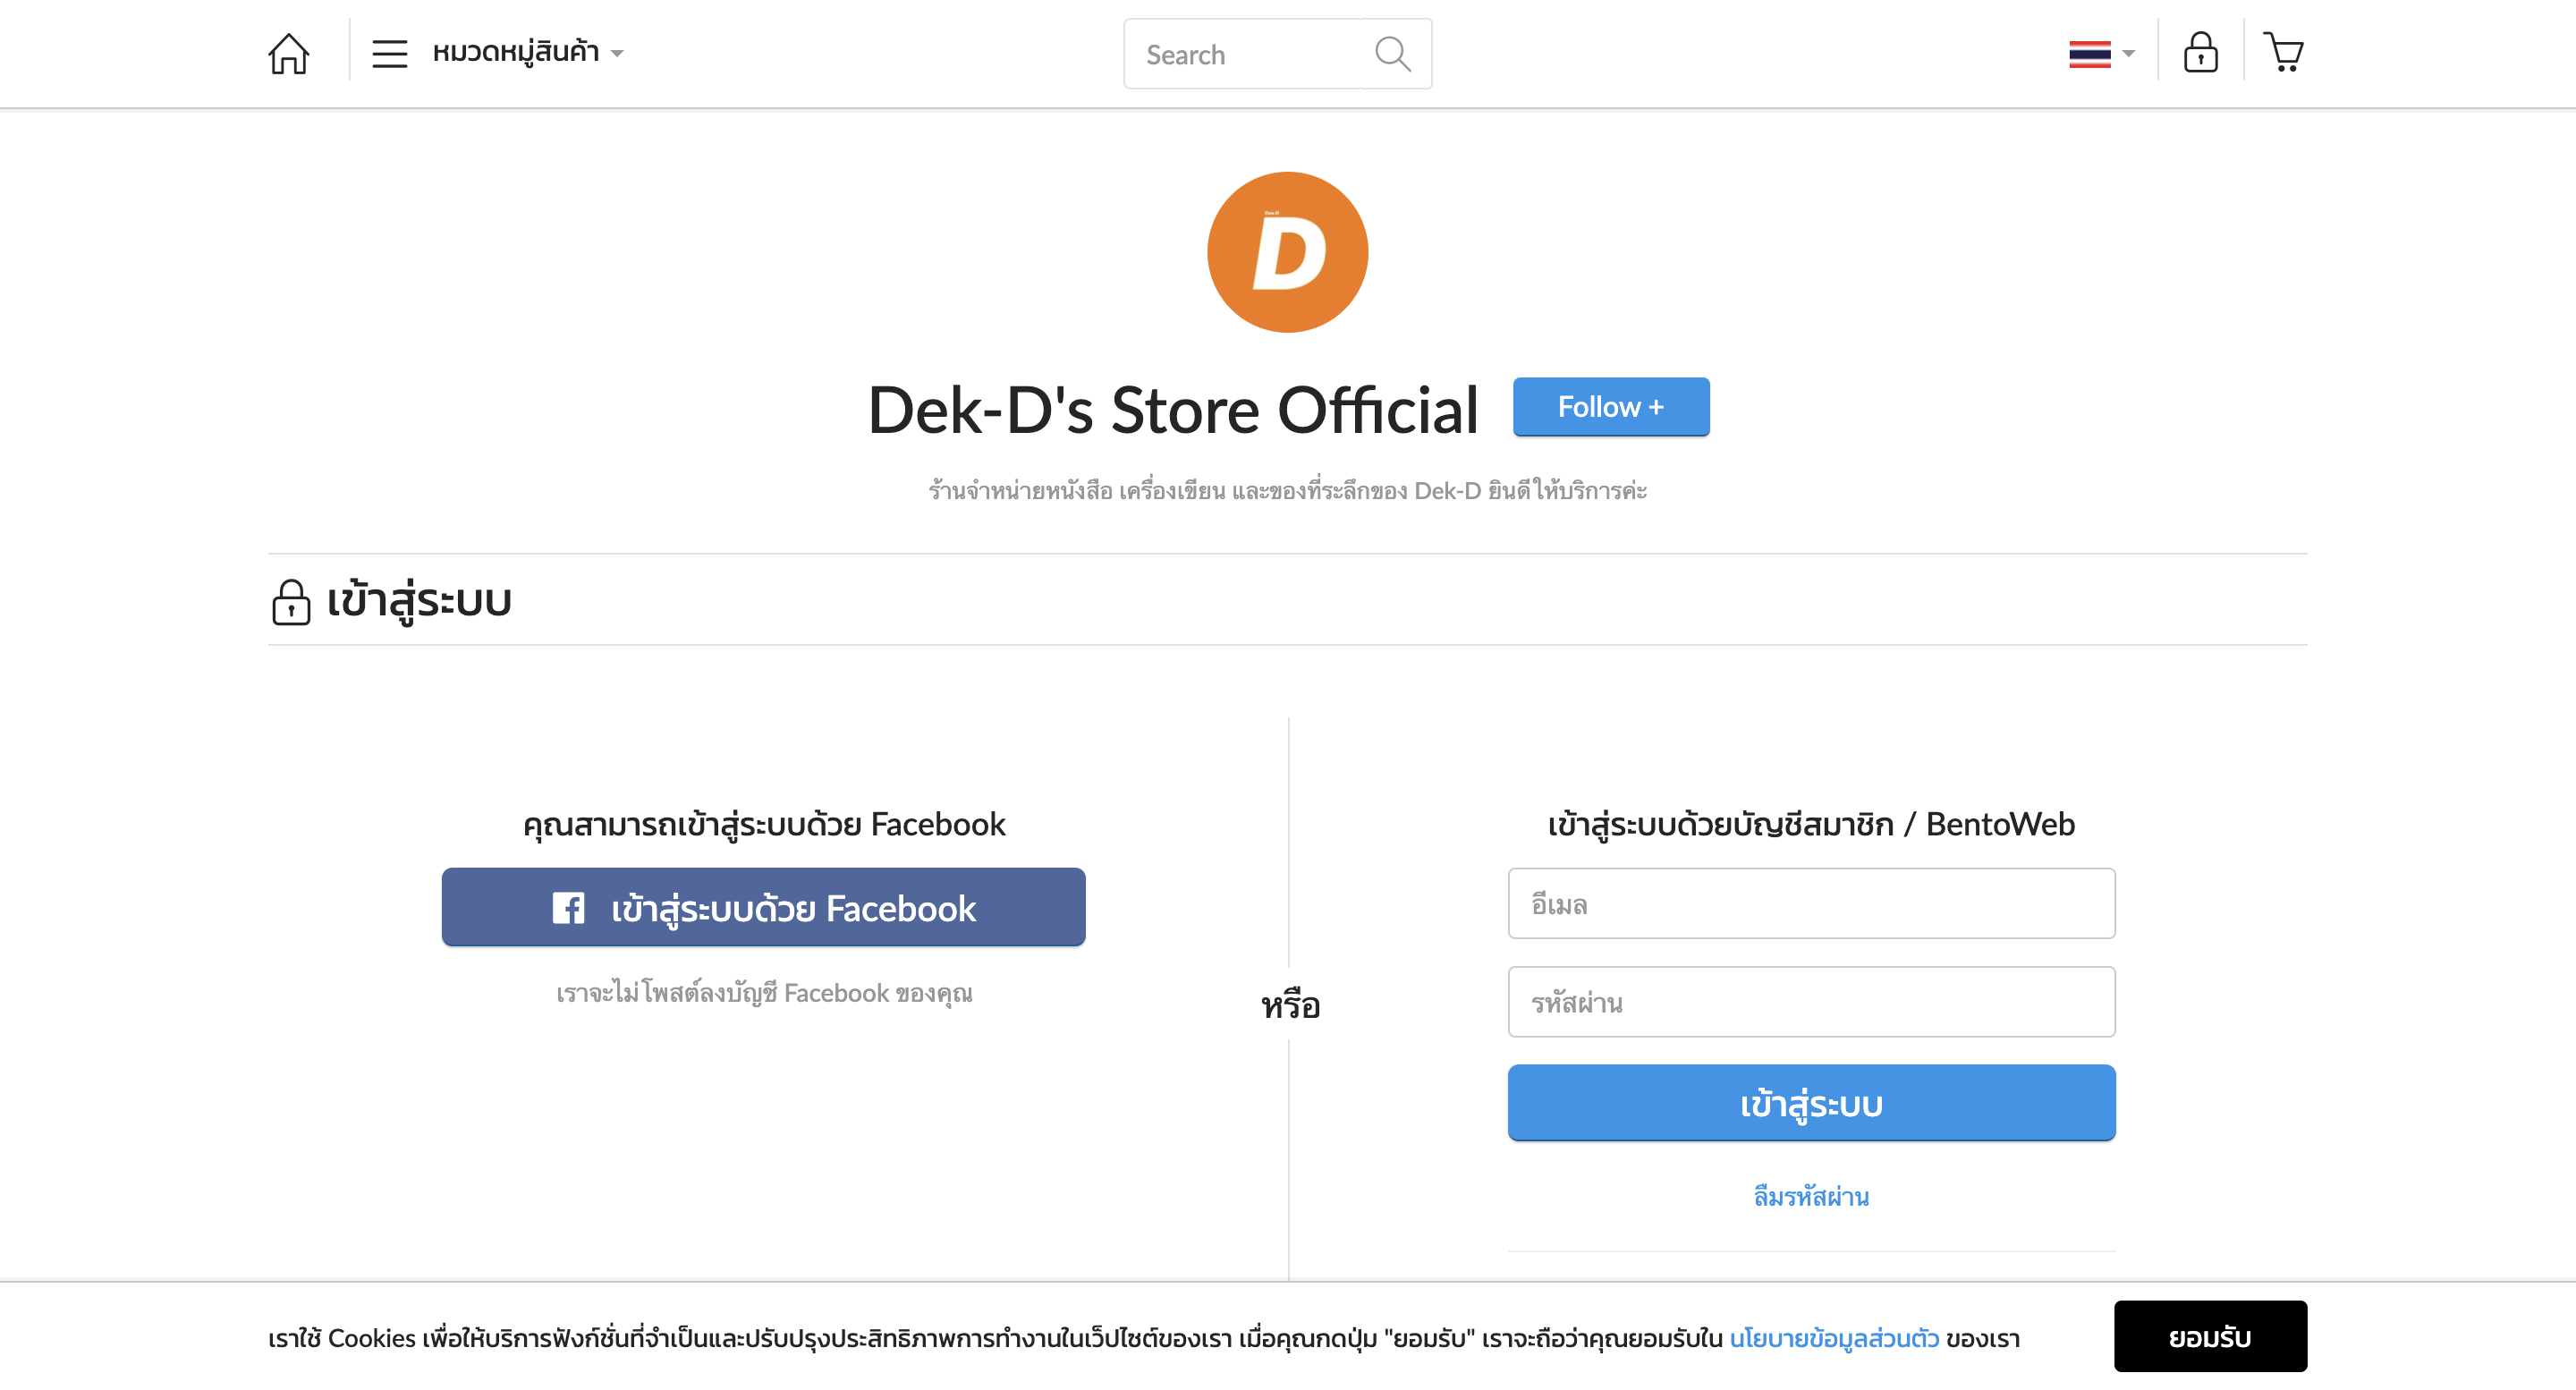 หมวดหมู่สินค้า
Search
Dek-D
D
Dek-D's Store Official
Follow +
ร้านจำหน่ายหนังสือ เครื่องเขียน และของที่ระลึกของ Dek-D ยินดีให้บริการค่ะ
เข้าสู่ระบบ
คุณสามารถเข้าสู่ระบบด้วย Facebook
เข้าสู่ระบบด้วย Facebook
เราจะไม่โพสต์ลงบัญชี Facebook ของคุณ
หรือ
เข้าสู่ระบบด้วยบัญชีสมาชิก / BentoWeb
อีเมล
รหัสผ่าน
เข้าสู่ระบบ
ลืมรหัสผ่าน
เราใช้ Cookies เพื่อให้บริการฟังก์ชั่นที่จำเป็นและปรับปรุงประสิทธิภาพการทำงานในเว็ปไซต์ของเรา เมื่อคุณกดปุ่ม "ยอมรับ" เราจะถือว่าคุณยอมรับใน นโยบายข้อมูลส่วนตัว ของเรา
ยอมรับ